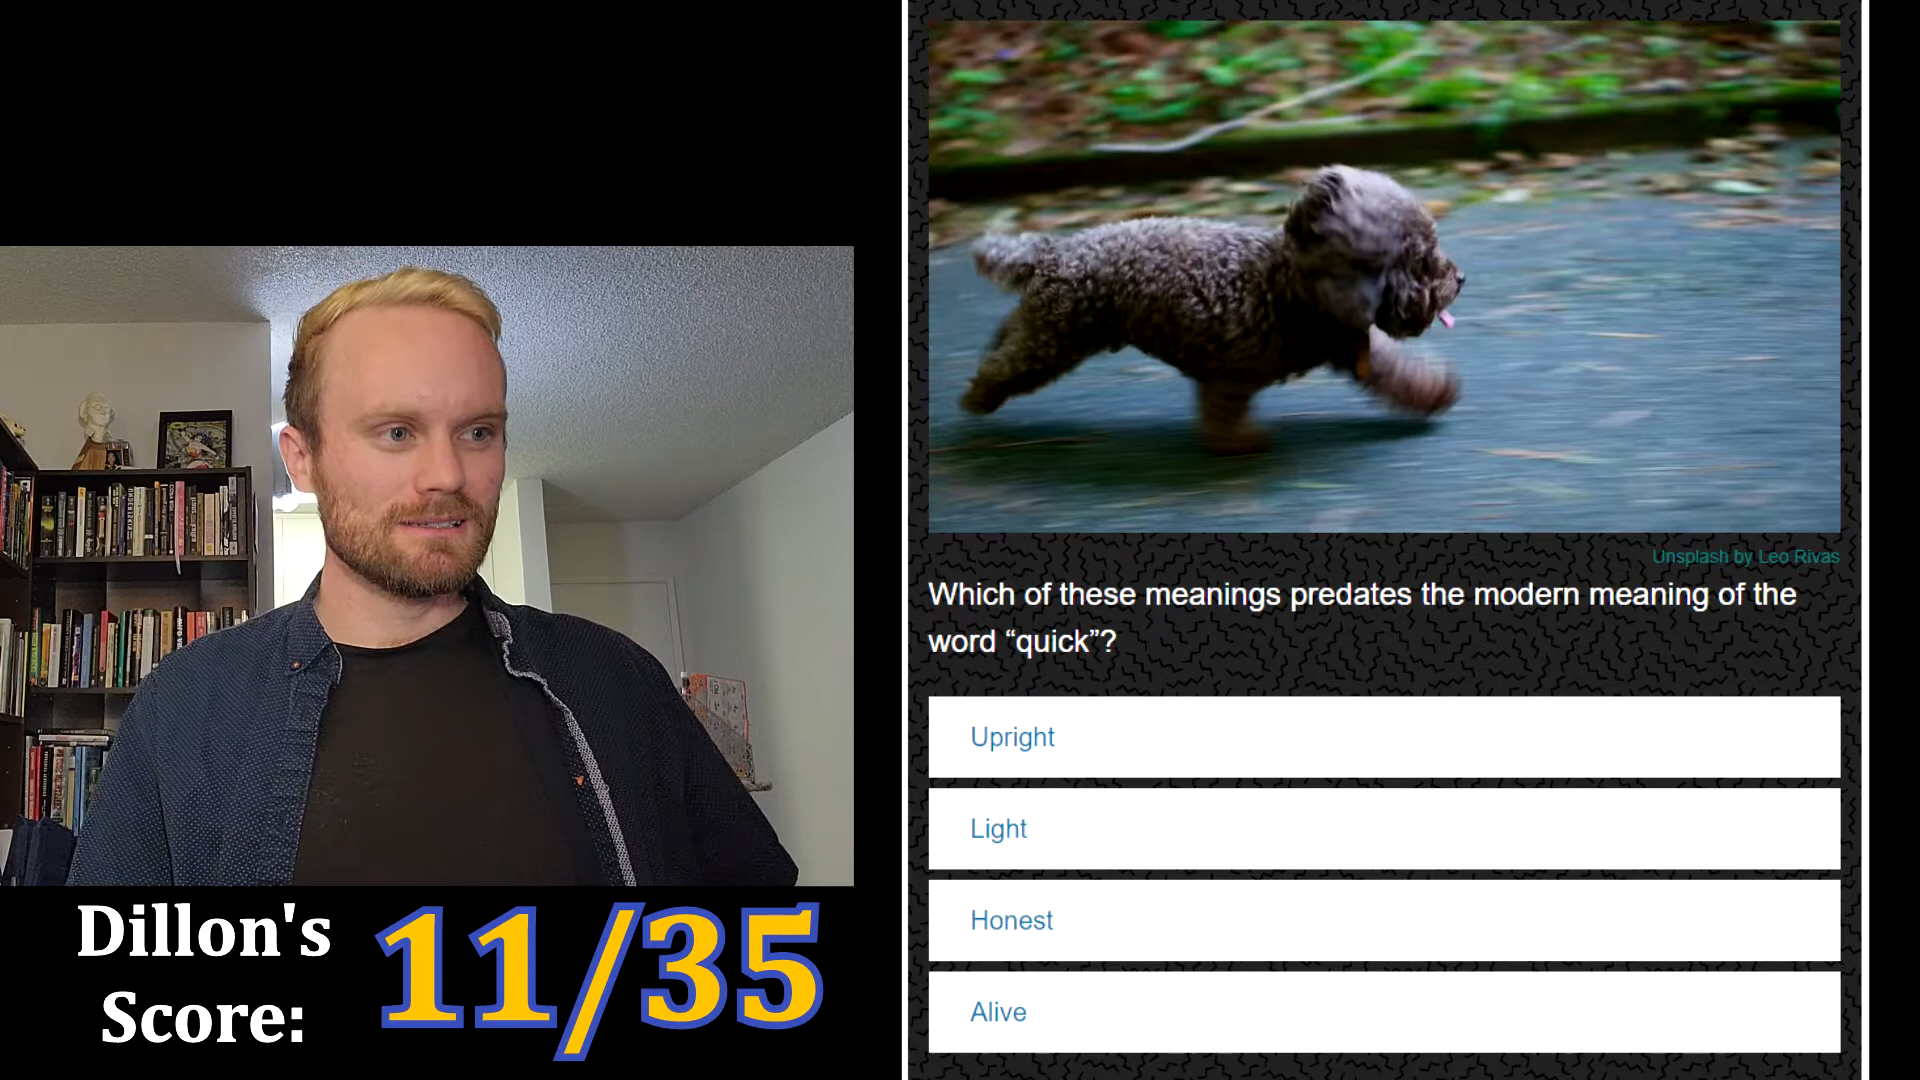 Unsplash by Leo Rivas
Which of these meanings predates the modern meaning of the
word “quick”?
Upright
Light
Honest
Alive
Dillon's
Score:
11/35